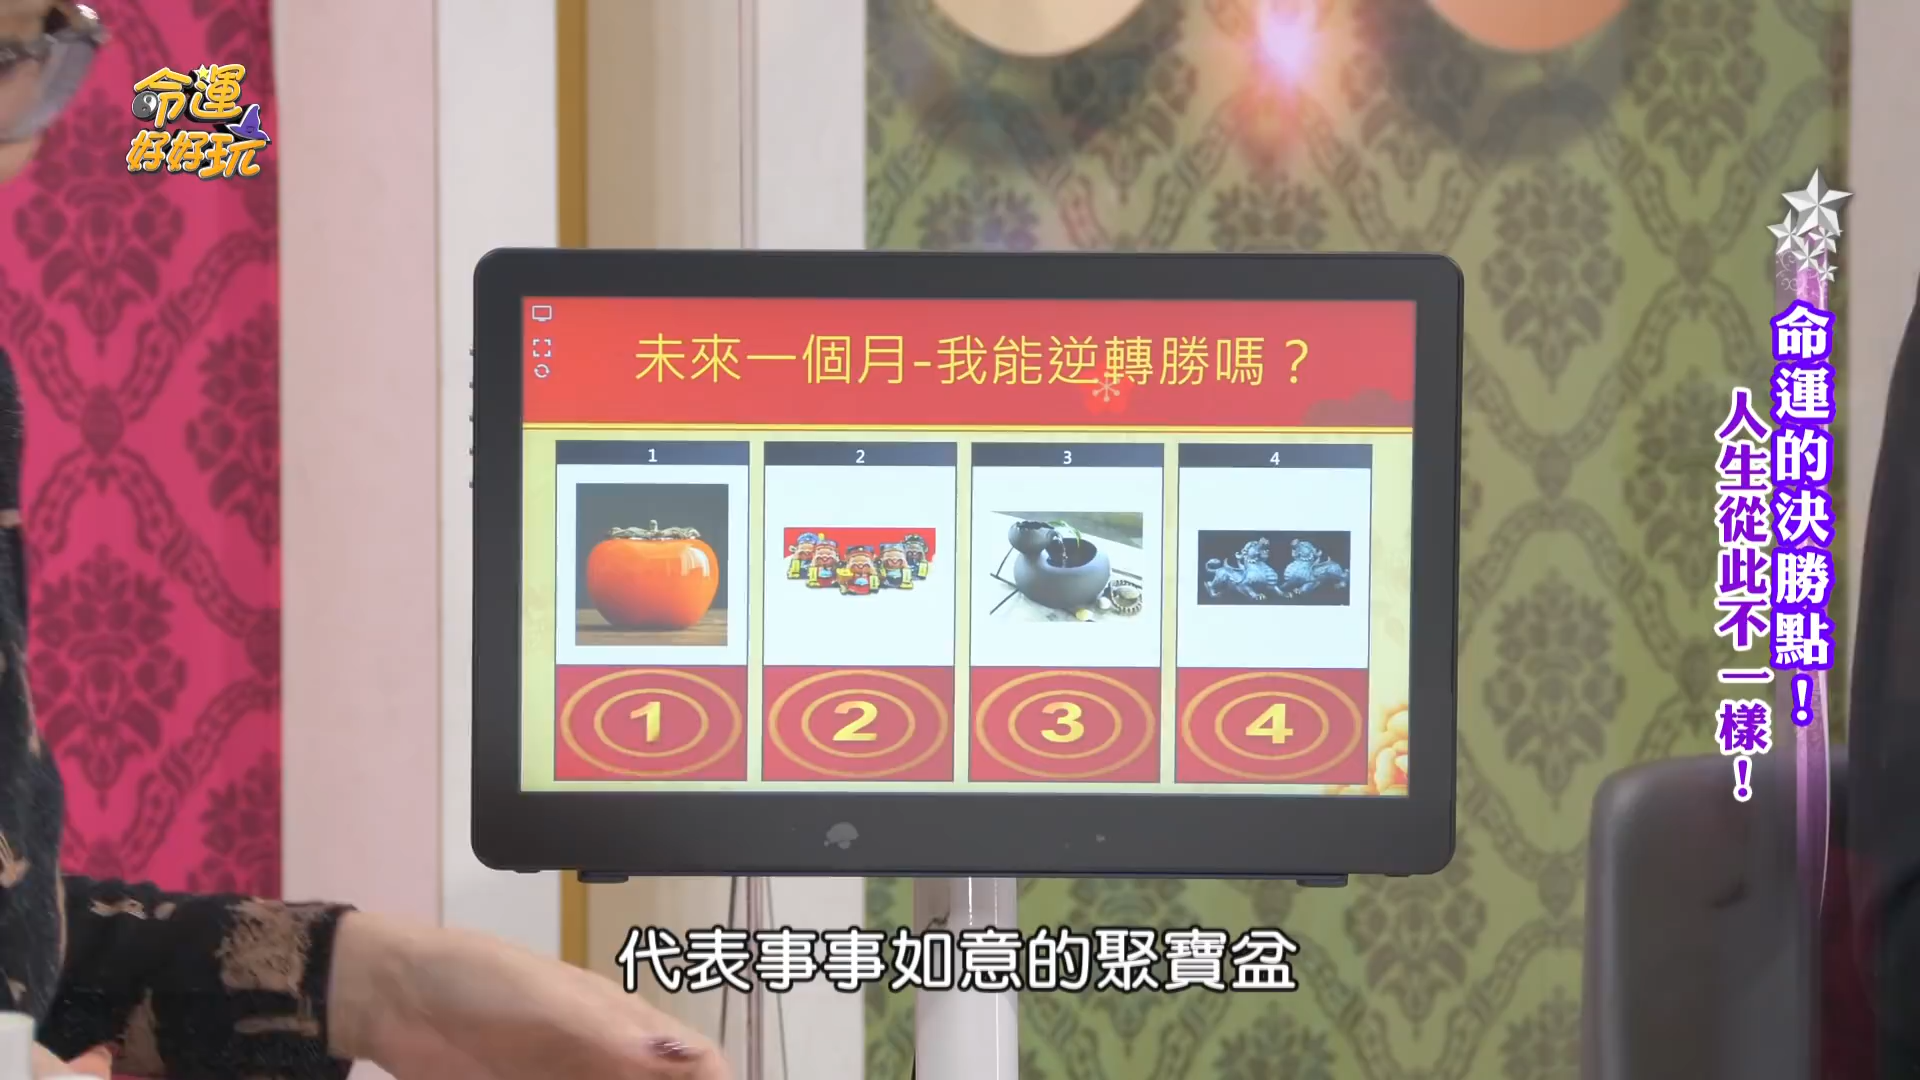 命運
好好玩
未來一個月-我能逆轉勝嗎？
1
2
3
4
1
2
3
4
命運的決勝點！
人生從此不一樣！
代表事事如意的聚寶盆